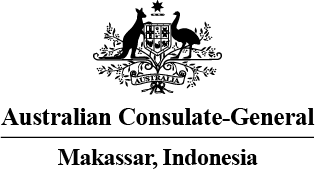 AUSTRALIA
Australian Consulate-General
Makassar, Indonesia